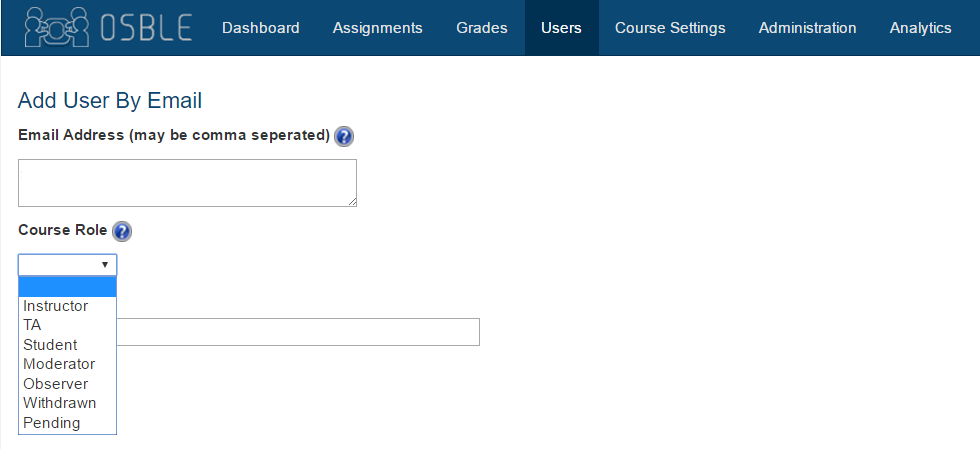 OSBLE Dashboard Assignments Grades Users Course Settings Administration Analytics
Add User By Email
Email Address (may be comma seperated) ?
Course Role ?
Instructor
TA
Student
Moderator
Observer
Withdrawn
Pending